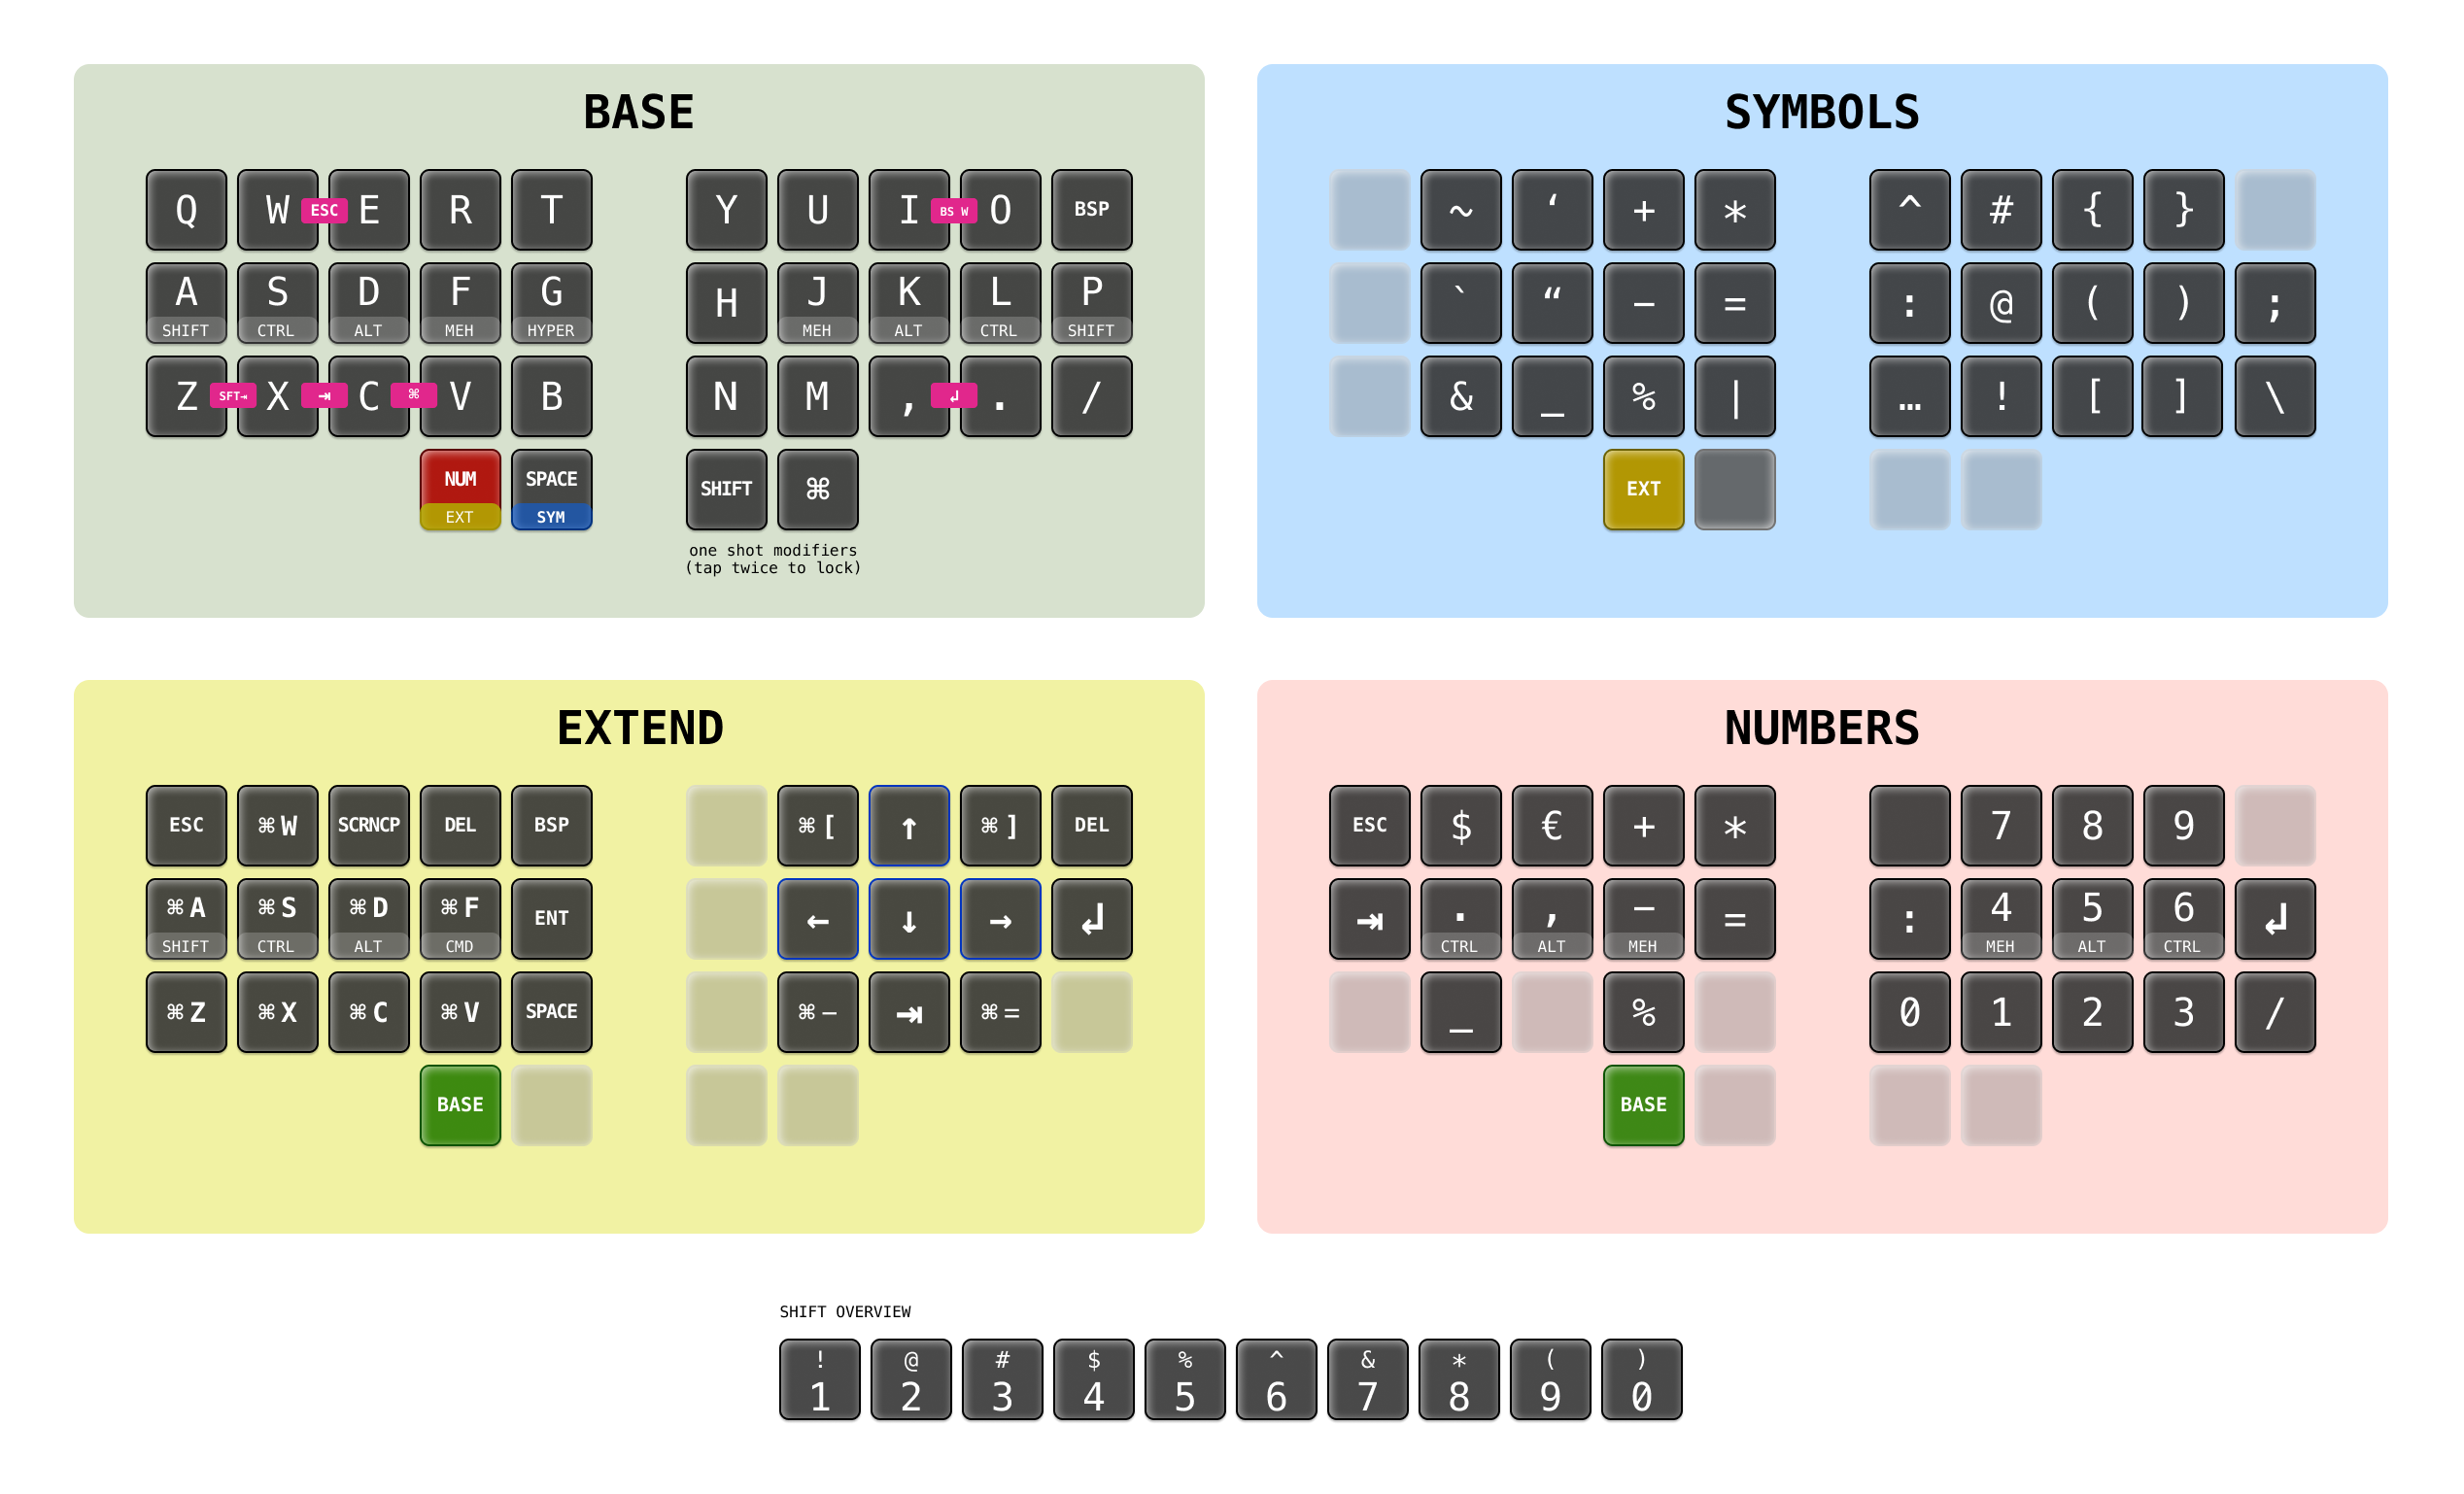 BASE
Q W ESC E R T Y U I BS W O BSP
A S D F G H J K L P
SHIFT CTRL ALT MEH HYPER MEH ALT CTRL SHIFT
Z SFT⇥ X ⇥ C ⌘ V B N M , ↲ . /
NUM SPACE SHIFT ⌘
EXT SYM
one shot modifiers
(tap twice to lock)
SYMBOLS
~ ‘ + * ^ # { }
` “ − = : @ ( ) ;
& _ % | … ! [ ] \
EXT
EXTEND
ESC ⌘W SCRNCP DEL BSP ⌘[ ↑ ⌘] DEL
⌘A ⌘S ⌘D ⌘F ENT ← ↓ → ↲
SHIFT CTRL ALT CMD
⌘Z ⌘X ⌘C ⌘V SPACE ⌘− ⇥ ⌘=
BASE
NUMBERS
ESC $ € + * 7 8 9
⇥ . , − = : 4 5 6 ↲
CTRL ALT MEH MEH ALT CTRL
_ % 0 1 2 3 /
BASE
SHIFT OVERVIEW
! @ # $ % ^ & * ( )
1 2 3 4 5 6 7 8 9 0